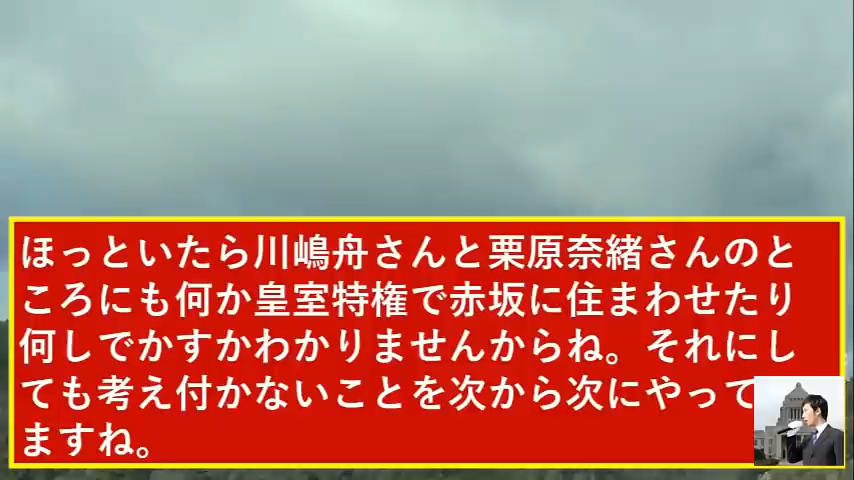 ほっといたら川嶋舟さんと栗原奈緒さんのと
ころにも何か皇室特権で赤坂に住まわせたり
何しでかすかわかりませんからね。それにし
ても考え付かないことを次から次にやって
ますね。